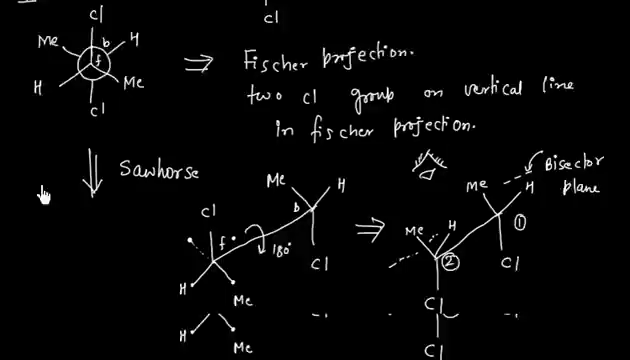 Cl
Cl
Me b H
f
H Me
Cl
⇒ Fischer projection.
two cl group on vertical line
in fischer projection.
Sawhorse
Bisector
plane
Me H
b
Cl
f
180°
H
Me
Cl
⇒
Me H
①
Cl
Me H
②
Cl
H
Me
Cl